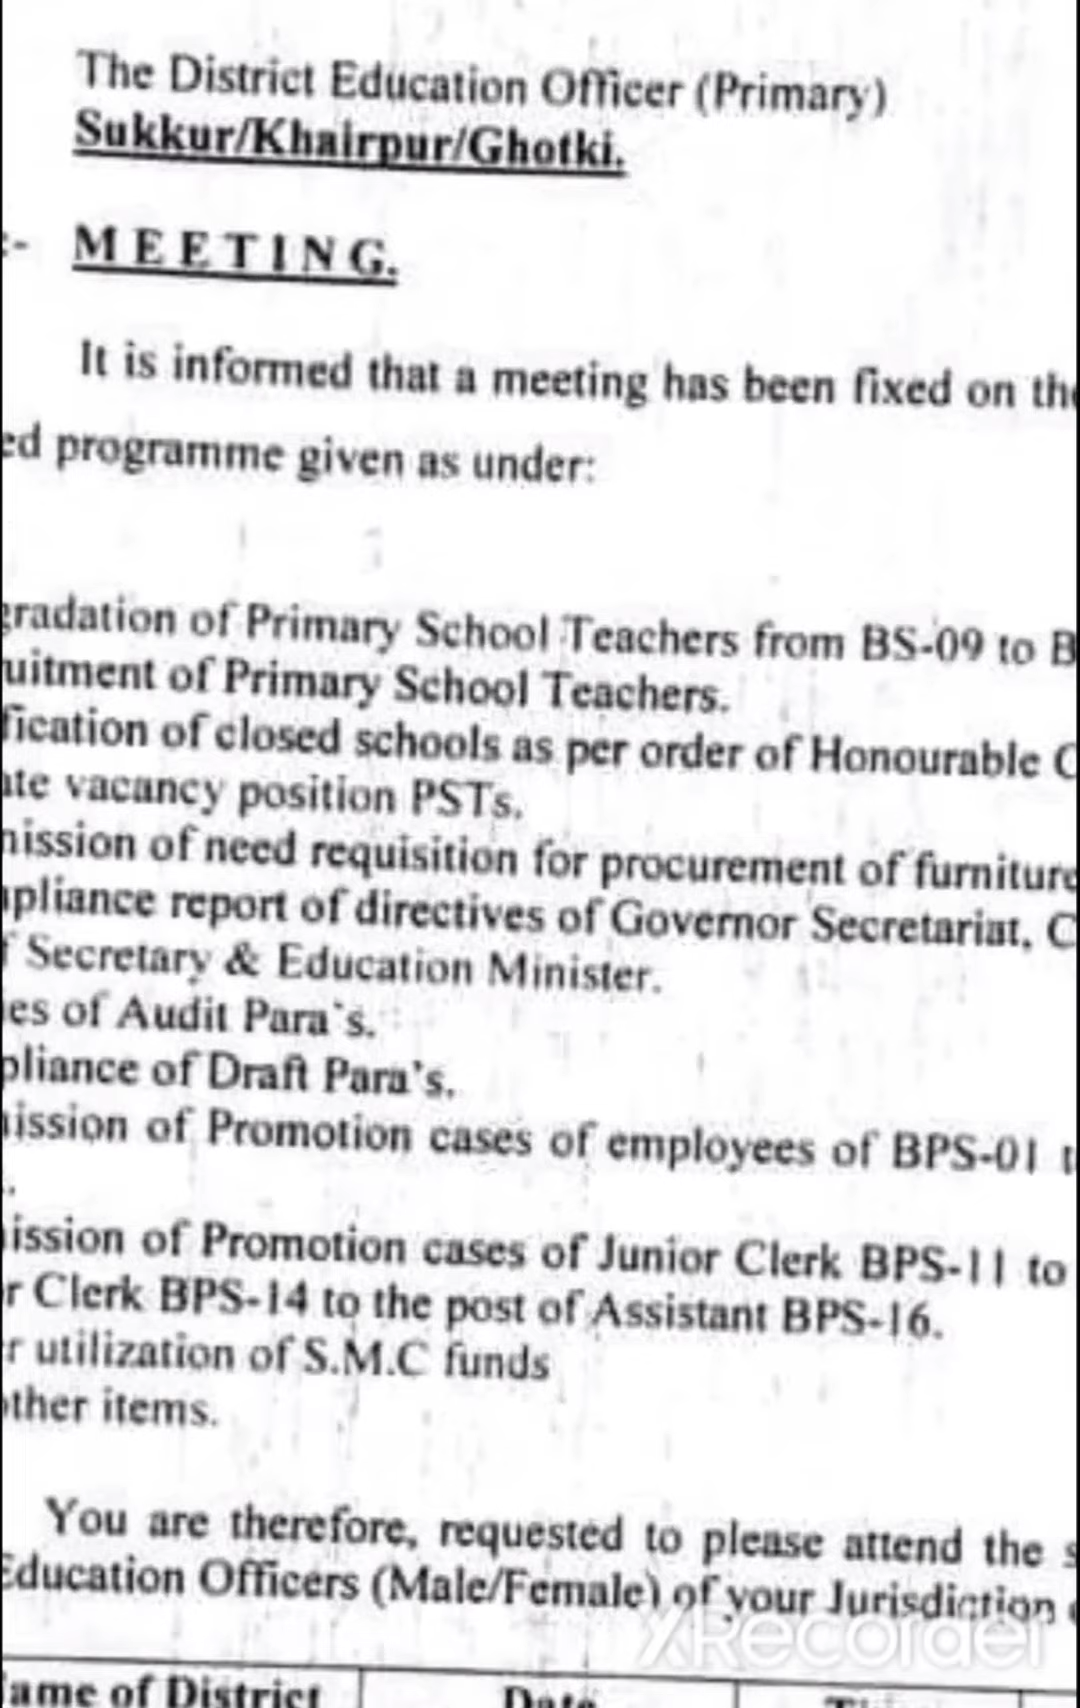 The District Education Officer (Primary)
Sukkur/Khairpur/Ghotki.
:- MEETING.
It is informed that a meeting has been fixed on the
ed programme given as under:
gradation of Primary School Teachers from BS-09 to B
uitment of Primary School Teachers.
fication of closed schools as per order of Honourable C
ate vacancy position PSTs.
nission of need requisition for procurement of furniture
pliance report of directives of Governor Secretariat, C
f Secretary & Education Minister.
es of Audit Para`s.
pliance of Draft Para's.
ission of Promotion cases of employees of BPS-01 t
ission of Promotion cases of Junior Clerk BPS-11 to
r Clerk BPS-14 to the post of Assistant BPS-16.
r utilization of S.M.C funds
other items.
You are therefore, requested to please attend the s
Education Officers (Male/Female) of your Jurisdiction
XRecorder
ame of District Date